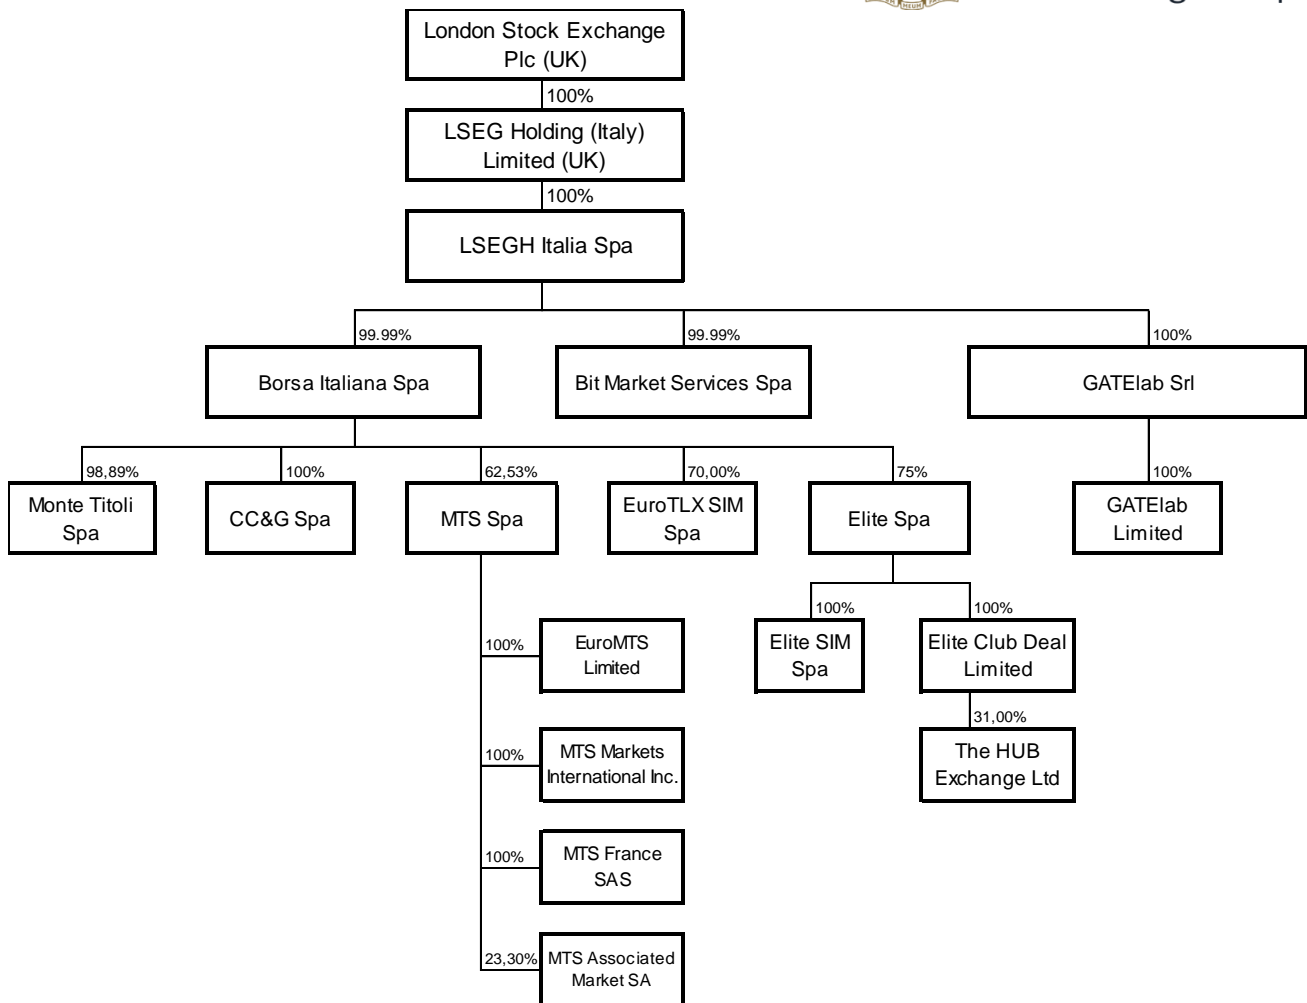 London Stock Exchange
Plc (UK)
100%
LSEG Holding (Italy)
Limited (UK)
100%
LSEGH Italia Spa
99.99%
99.99%
100%
Borsa Italiana Spa
Bit Market Services Spa
GATElab Srl
98,89%
100%
62,53%
70,00%
75%
100%
Monte Titoli
Spa
CC&G Spa
MTS Spa
EuroTLX SIM
Spa
Elite Spa
GATElab
Limited
100%
100%
100%
EuroMTS
Limited
Elite SIM
Spa
Elite Club Deal
Limited
31,00%
100%
MTS Markets
International Inc.
The HUB
Exchange Ltd
100%
MTS France
SAS
23,30%
MTS Associated
Market SA